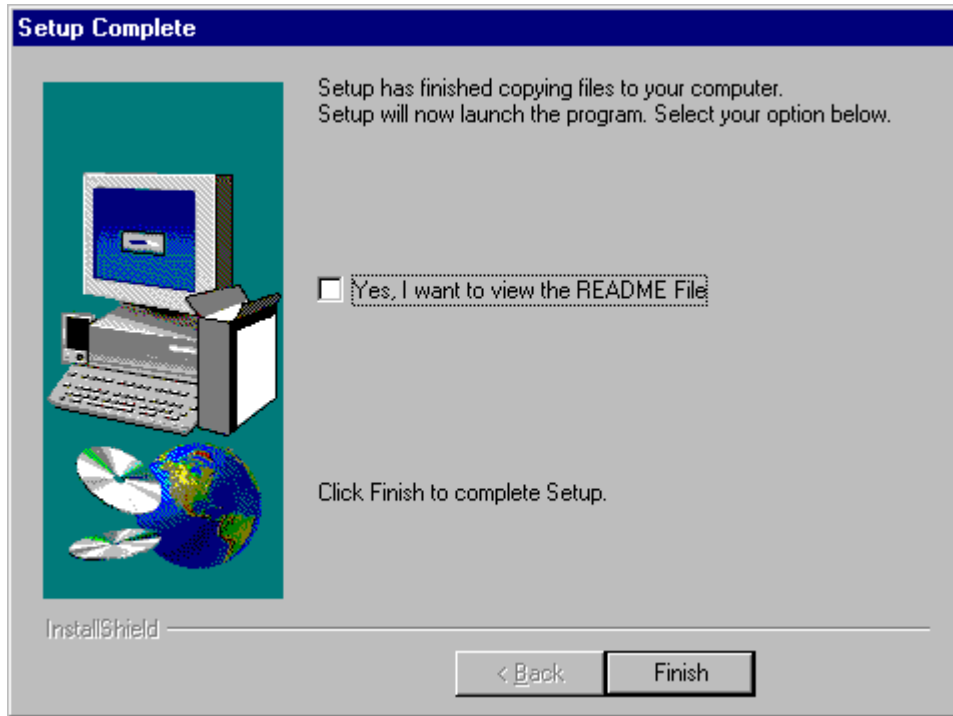 Setup Complete
Setup has finished copying files to your computer.
Setup will now launch the program. Select your option below.
Yes, I want to view the README File
Click Finish to complete Setup.
InstallShield
< Back
Finish